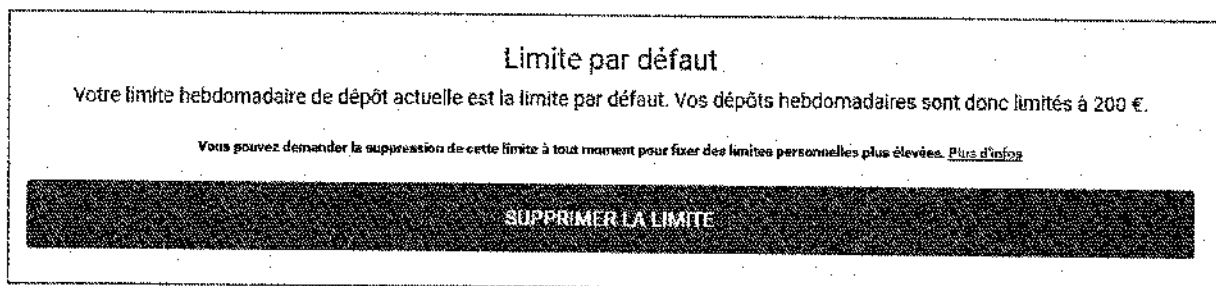 Limite par défaut
Votre limite hebdomadaire de dépôt actuelle est la limite par défaut. Vos dépôts hebdomadaires sont donc limités à 200 €.
Vous pouvez demander la suppression de cette limite à tout moment pour fixer des limites personnelles plus élevées. Plus d'infos
SUPPRIMER LA LIMITE